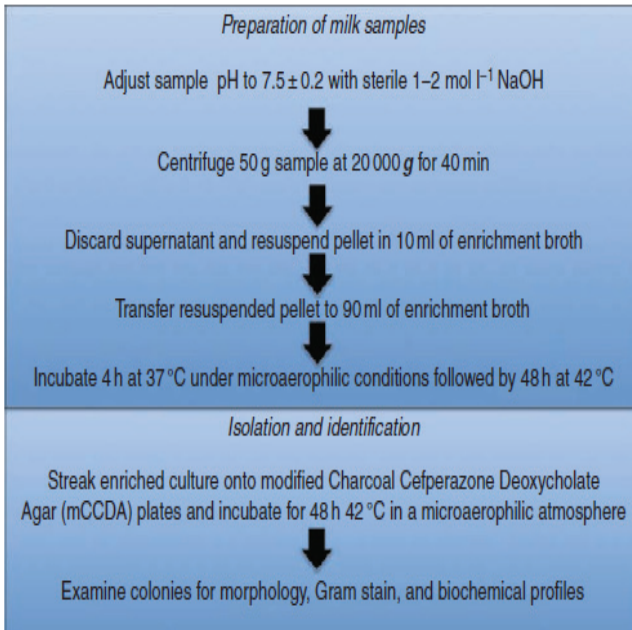 Preparation of milk samples
Adjust sample pH to 7.5 ± 0.2 with sterile 1–2 mol l⁻¹ NaOH
Centrifuge 50 g sample at 20 000 g for 40 min
Discard supernatant and resuspend pellet in 10 ml of enrichment broth
Transfer resuspended pellet to 90 ml of enrichment broth
Incubate 4 h at 37 °C under microaerophilic conditions followed by 48 h at 42 °C
Isolation and identification
Streak enriched culture onto modified Charcoal Cefperazone Deoxycholate
Agar (mCCDA) plates and incubate for 48 h 42 °C in a microaerophilic atmosphere
Examine colonies for morphology, Gram stain, and biochemical profiles